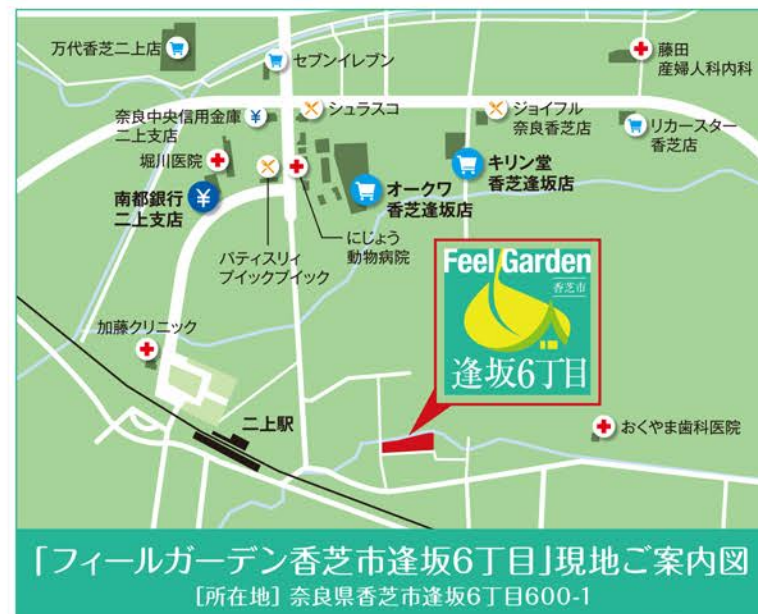 万代香芝二上店
セブンイレブン
藤田
産婦人科内科
奈良中央信用金庫
二上支店
¥
シュラスコ
ジョイフル
奈良香芝店
リカースター
香芝店
堀川医院
南都銀行
二上支店
¥
オークワ
香芝逢坂店
キリン堂
香芝逢坂店
パティスリィ
ブイックブイック
にじょう
動物病院
Feel Garden
香芝市
逢坂6丁目
加藤クリニック
二上駅
おくやま歯科医院
「フィールガーデン香芝市逢坂6丁目」現地ご案内図
[所在地] 奈良県香芝市逢坂6丁目600-1